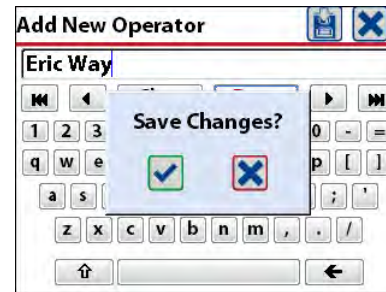 Add New Operator
Eric Way
Save Changes?
1 2 3 0 - =
q w e p [ ]
a s ; '
z x c v b n m , . /